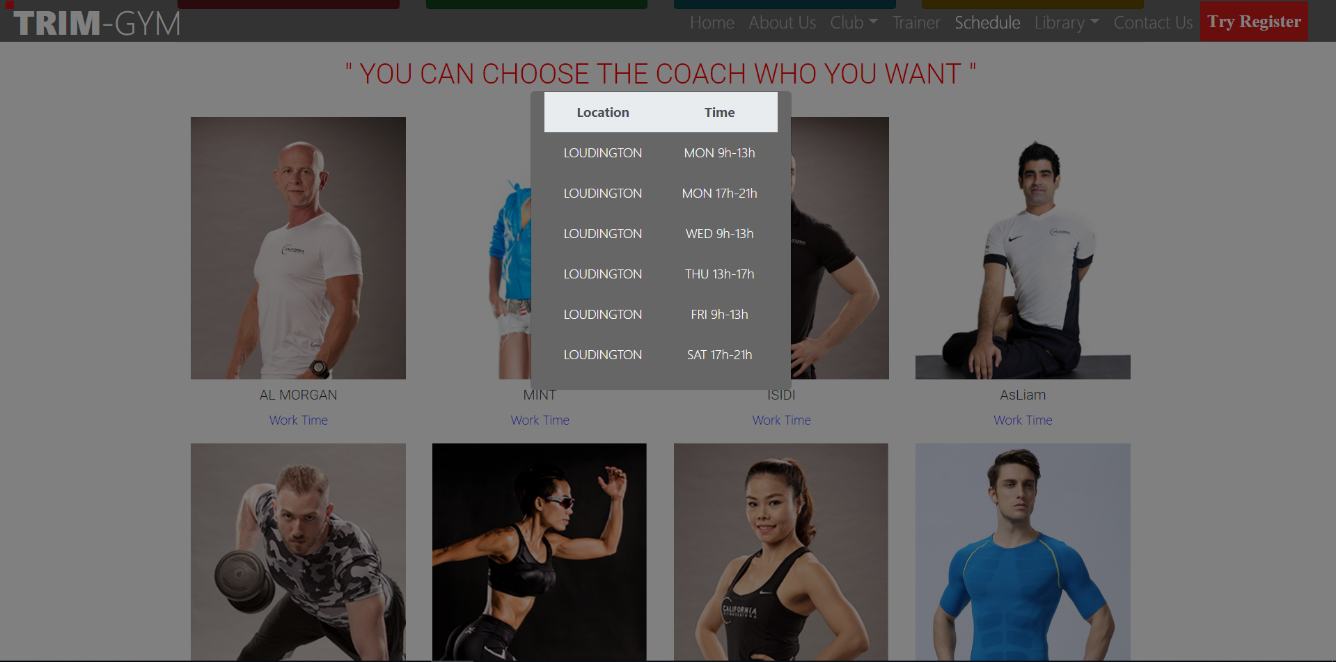 TRIM-GYM
Home About Us Club Trainer Schedule Library Contact Us Try Register
" YOU CAN CHOOSE THE COACH WHO YOU WANT "
Location Time
LOUDINGTON MON 9h-13h
LOUDINGTON MON 17h-21h
LOUDINGTON WED 9h-13h
LOUDINGTON THU 13h-17h
LOUDINGTON FRI 9h-13h
LOUDINGTON SAT 17h-21h
AL MORGAN MINT ISIDI AsLiam
Work Time Work Time Work Time Work Time
CALIFORNIA